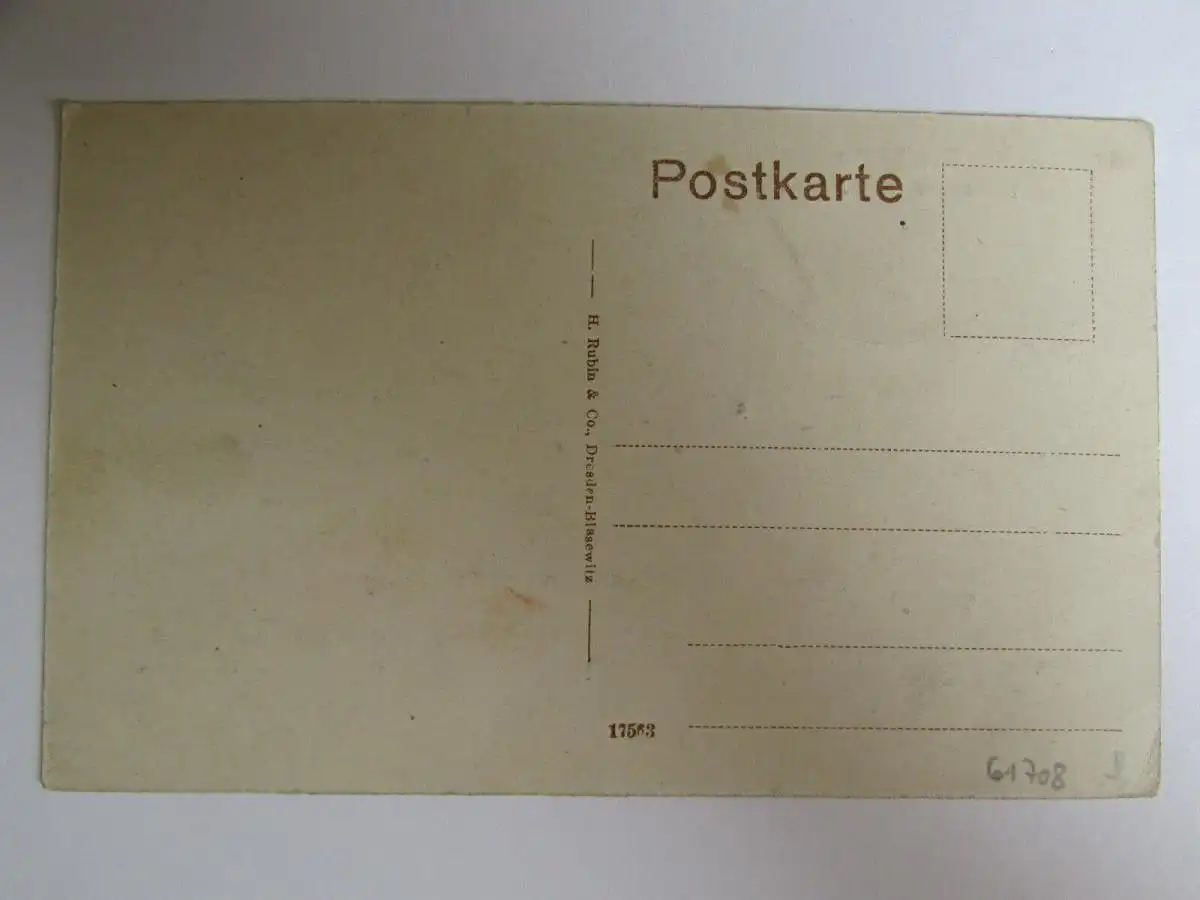 Postkarte
H. Rubin & Co., Dresden-Blasewitz
17563
61708